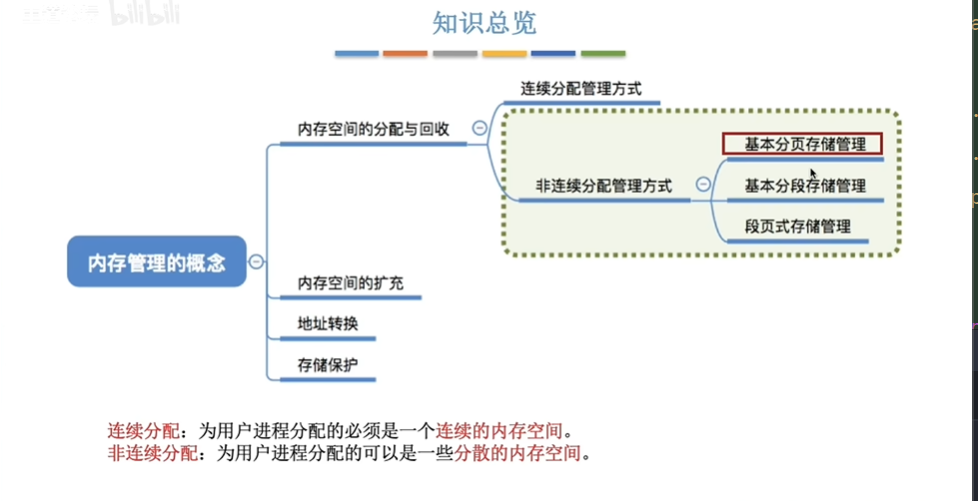 bilibili
知识总览
连续分配管理方式
内存空间的分配与回收
基本分页存储管理
非连续分配管理方式
基本分段存储管理
段页式存储管理
内存管理的概念
内存空间的扩充
地址转换
存储保护
连续分配：为用户进程分配的必须是一个连续的内存空间。
非连续分配：为用户进程分配的可以是一些分散的内存空间。